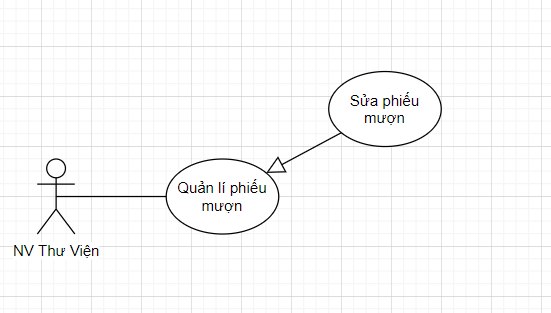 Sửa phiếu
mượn
Quản lí phiếu
mượn
NV Thư Viện